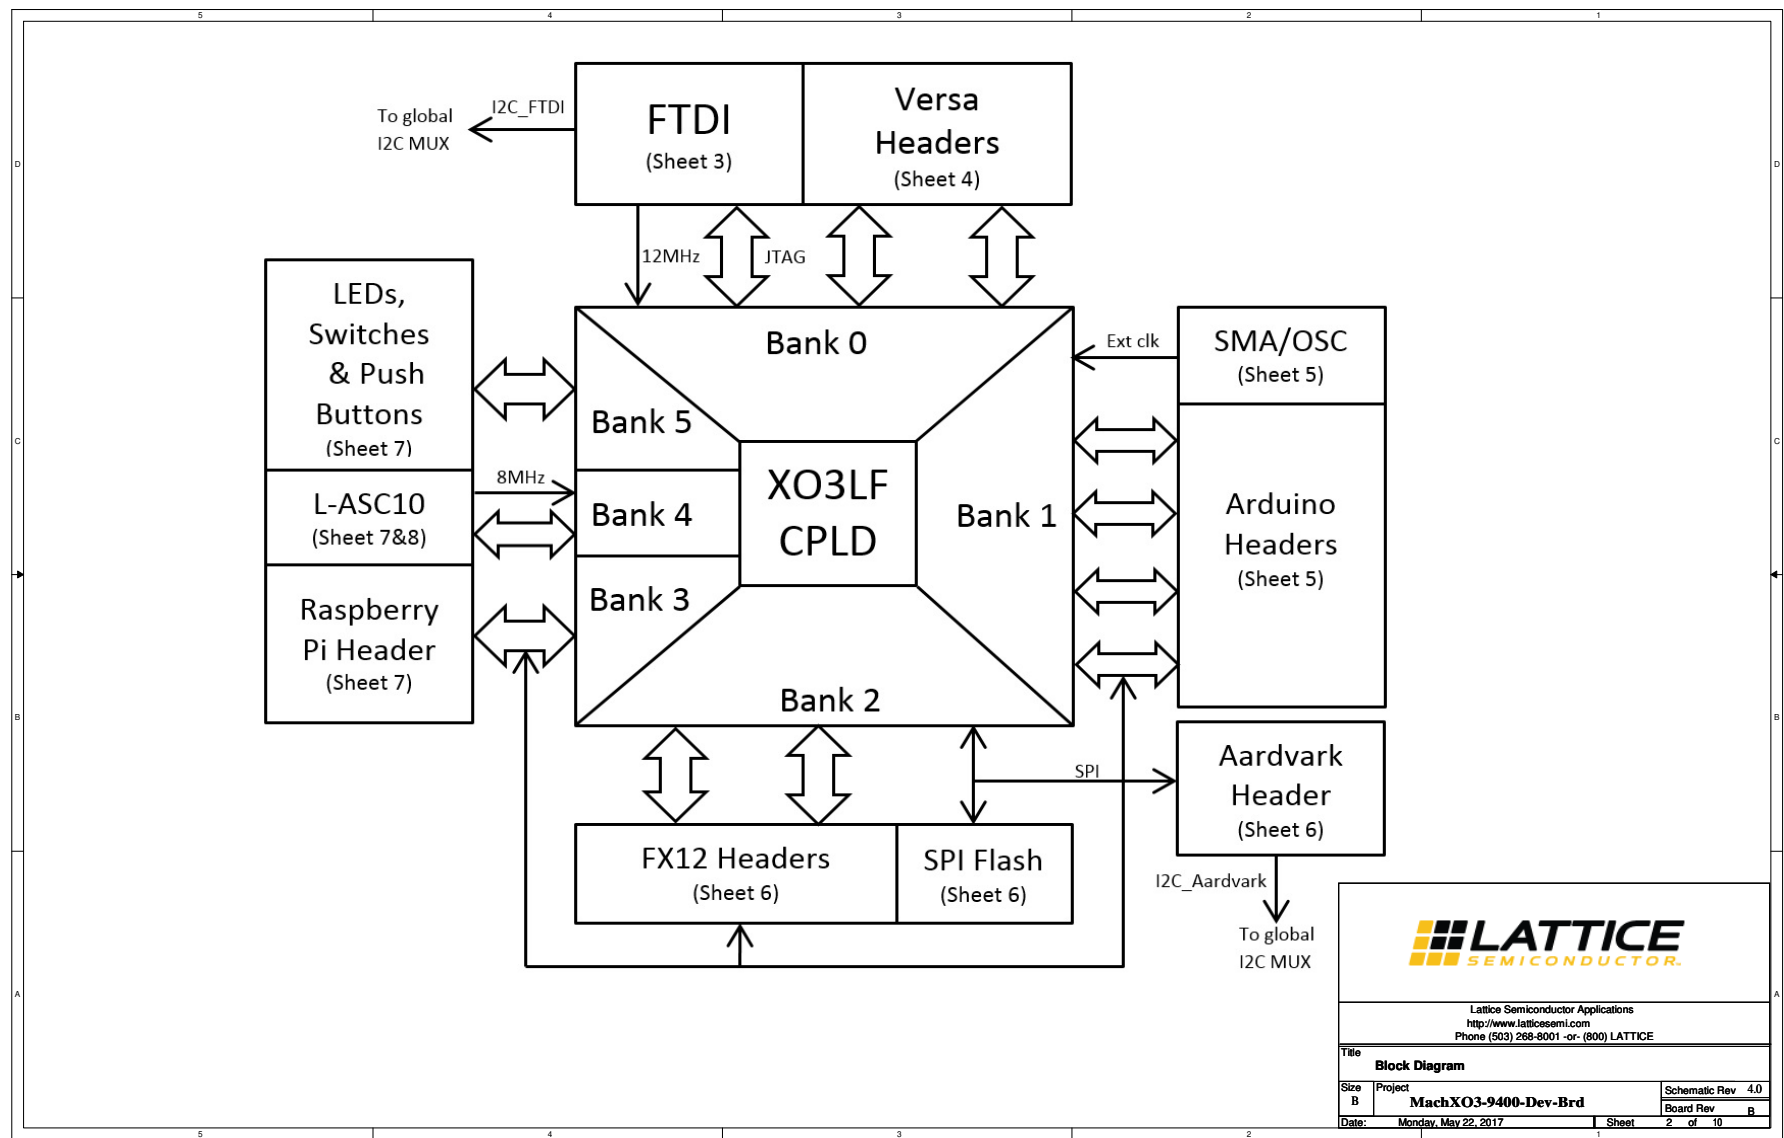 5 4 3 2 1
To global
I2C MUX
I2C_FTDI
FTDI
(Sheet 3)
Versa
Headers
(Sheet 4)
D
D
12MHz
JTAG
LEDs,
Switches
& Push
Buttons
(Sheet 7)
L-ASC10
(Sheet 7&8)
Raspberry
Pi Header
(Sheet 7)
8MHz
Bank 0
Bank 5
Bank 4
Bank 3
XO3LF
CPLD
Bank 1
Bank 2
Ext clk
SMA/OSC
(Sheet 5)
Arduino
Headers
(Sheet 5)
C
C
B
B
SPI
Aardvark
Header
(Sheet 6)
FX12 Headers
(Sheet 6)
SPI Flash
(Sheet 6)
I2C_Aardvark
To global
I2C MUX
A
A
LATTICE
SEMICONDUCTOR.
Lattice Semiconductor Applications
http://www.latticesemi.com
Phone (503) 268-8001 -or- (800) LATTICE
Title
Block Diagram
Size
B
Project
MachXO3-9400-Dev-Brd
Schematic Rev 4.0
Board Rev B
Date: Monday, May 22, 2017 Sheet 2 of 10
5 4 3 2 1